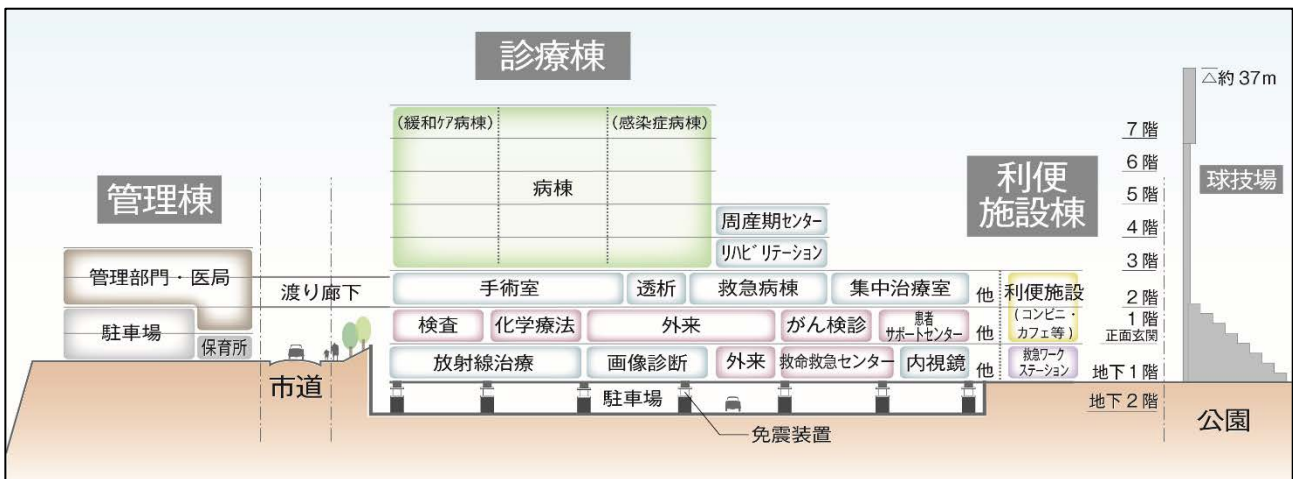 診療棟
△約37m
(緩和ケア病棟)
(感染症病棟)
7階
6階
病棟
利便
施設棟
球技場
管理棟
5階
周産期センター
4階
リハビリテーション
3階
管理部門・医局
渡り廊下
手術室
透析
救急病棟
集中治療室
他
利便施設
(コンビニ・
カフェ等)
2階
駐車場
保育所
検査
化学療法
外来
がん検診
患者
サポートセンター
他
1階
正面玄関
放射線治療
画像診断
外来
救命救急センター
内視鏡
他
救急ワーク
ステーション
地下1階
市道
駐車場
地下2階
免震装置
公園